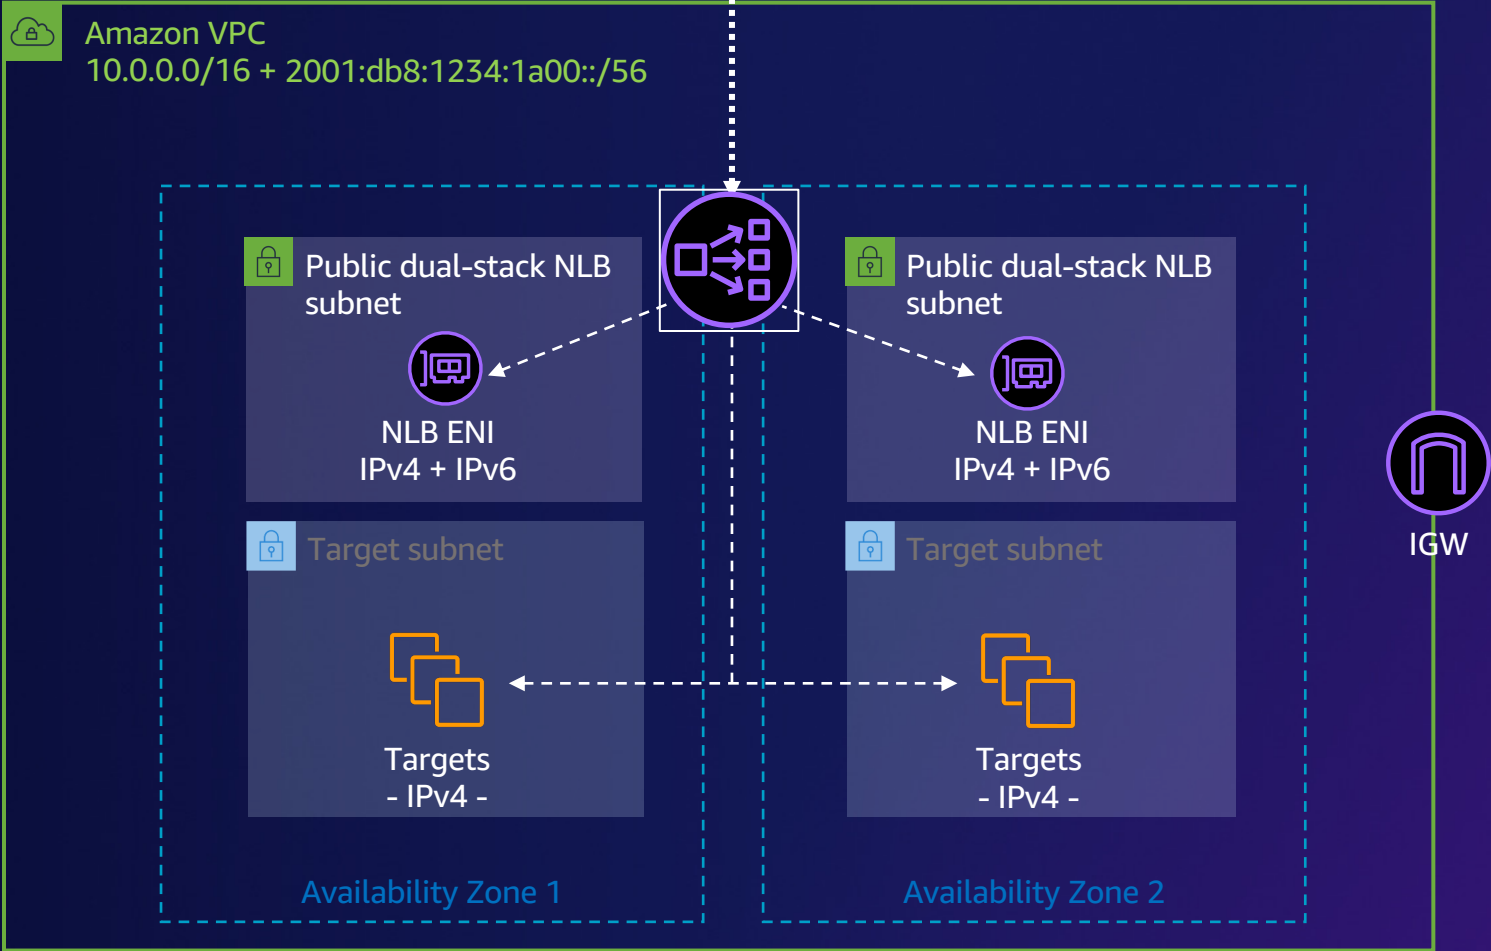 Amazon VPC
10.0.0.0/16 + 2001:db8:1234:1a00::/56
Public dual-stack NLB
subnet
NLB ENI
IPv4 + IPv6
Public dual-stack NLB
subnet
NLB ENI
IPv4 + IPv6
IGW
Target subnet
Targets
- IPv4 -
Target subnet
Targets
- IPv4 -
Availability Zone 1
Availability Zone 2